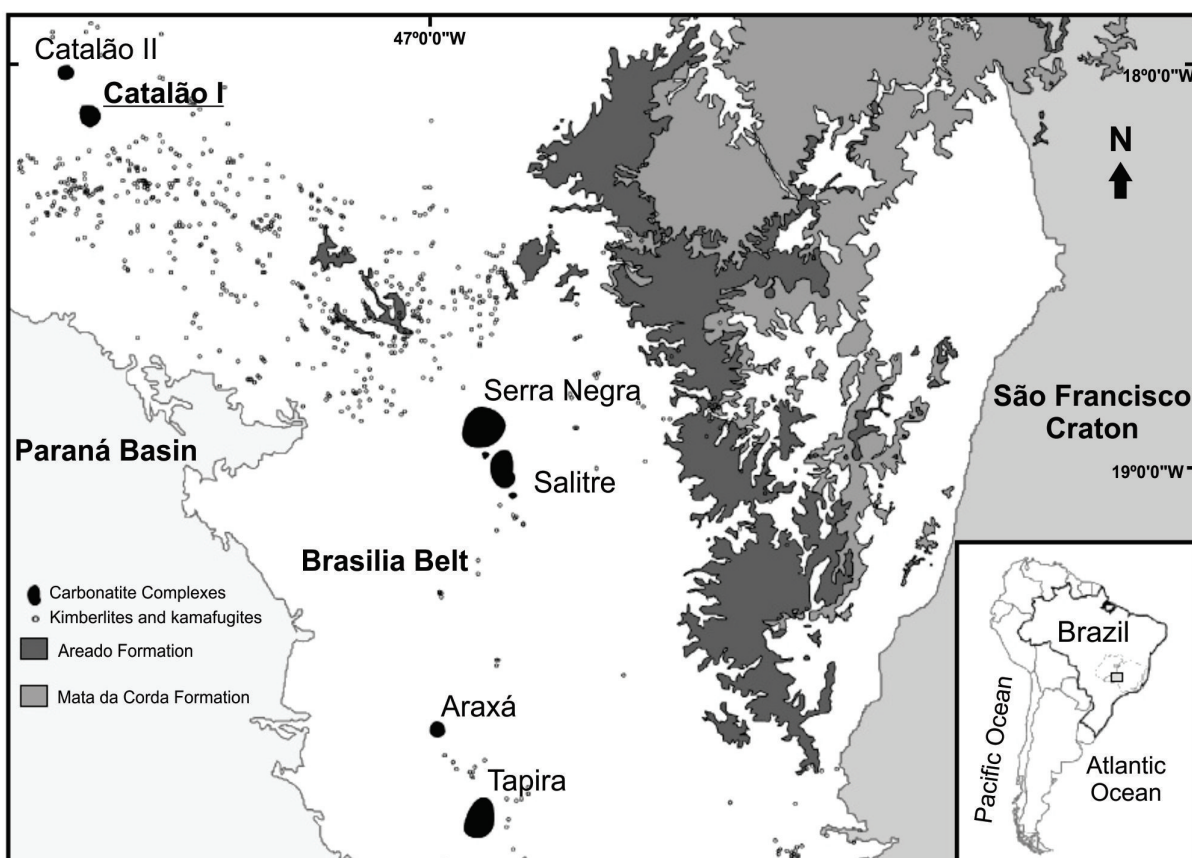 47º0'0"W
Catalão II
18º0'0"W
Catalão I
N
Serra Negra
São Francisco
Craton
Paraná Basin
19º0'0"W
Salitre
Brasilia Belt
Carbonatite Complexes
Kimberlites and kamafugites
Areado Formation
Mata da Corda Formation
Araxá
Tapira
Brazil
Pacific Ocean
Atlantic
Ocean